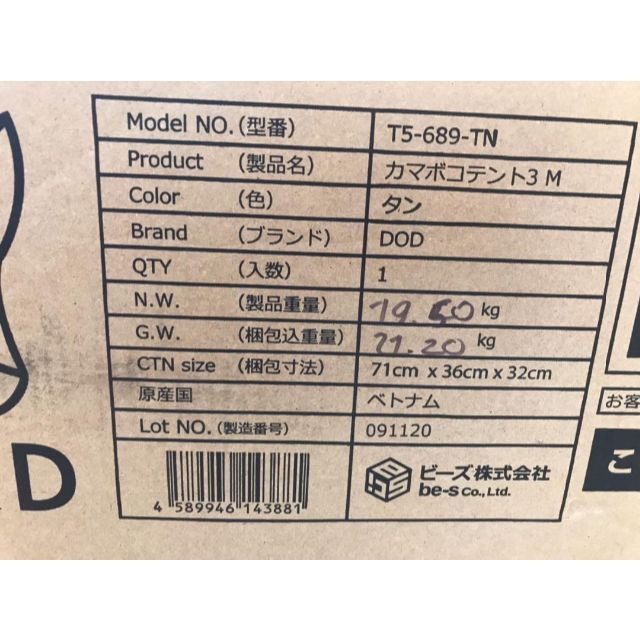 Model NO.(型番) T5-689-TN
Product (製品名) カマボコテント3 M
Color (色) タン
Brand (ブランド) DOD
QTY (入数) 1
N.W. (製品重量) 19.50 kg
G.W. (梱包込重量) 21.20 kg
CTN size (梱包寸法) 71cm x 36cm x 32cm
原産国 ベトナム
Lot NO.(製造番号) 091120
4 589946 143881
ビーズ株式会社
be-s Co.,Ltd.
お客
こ
D